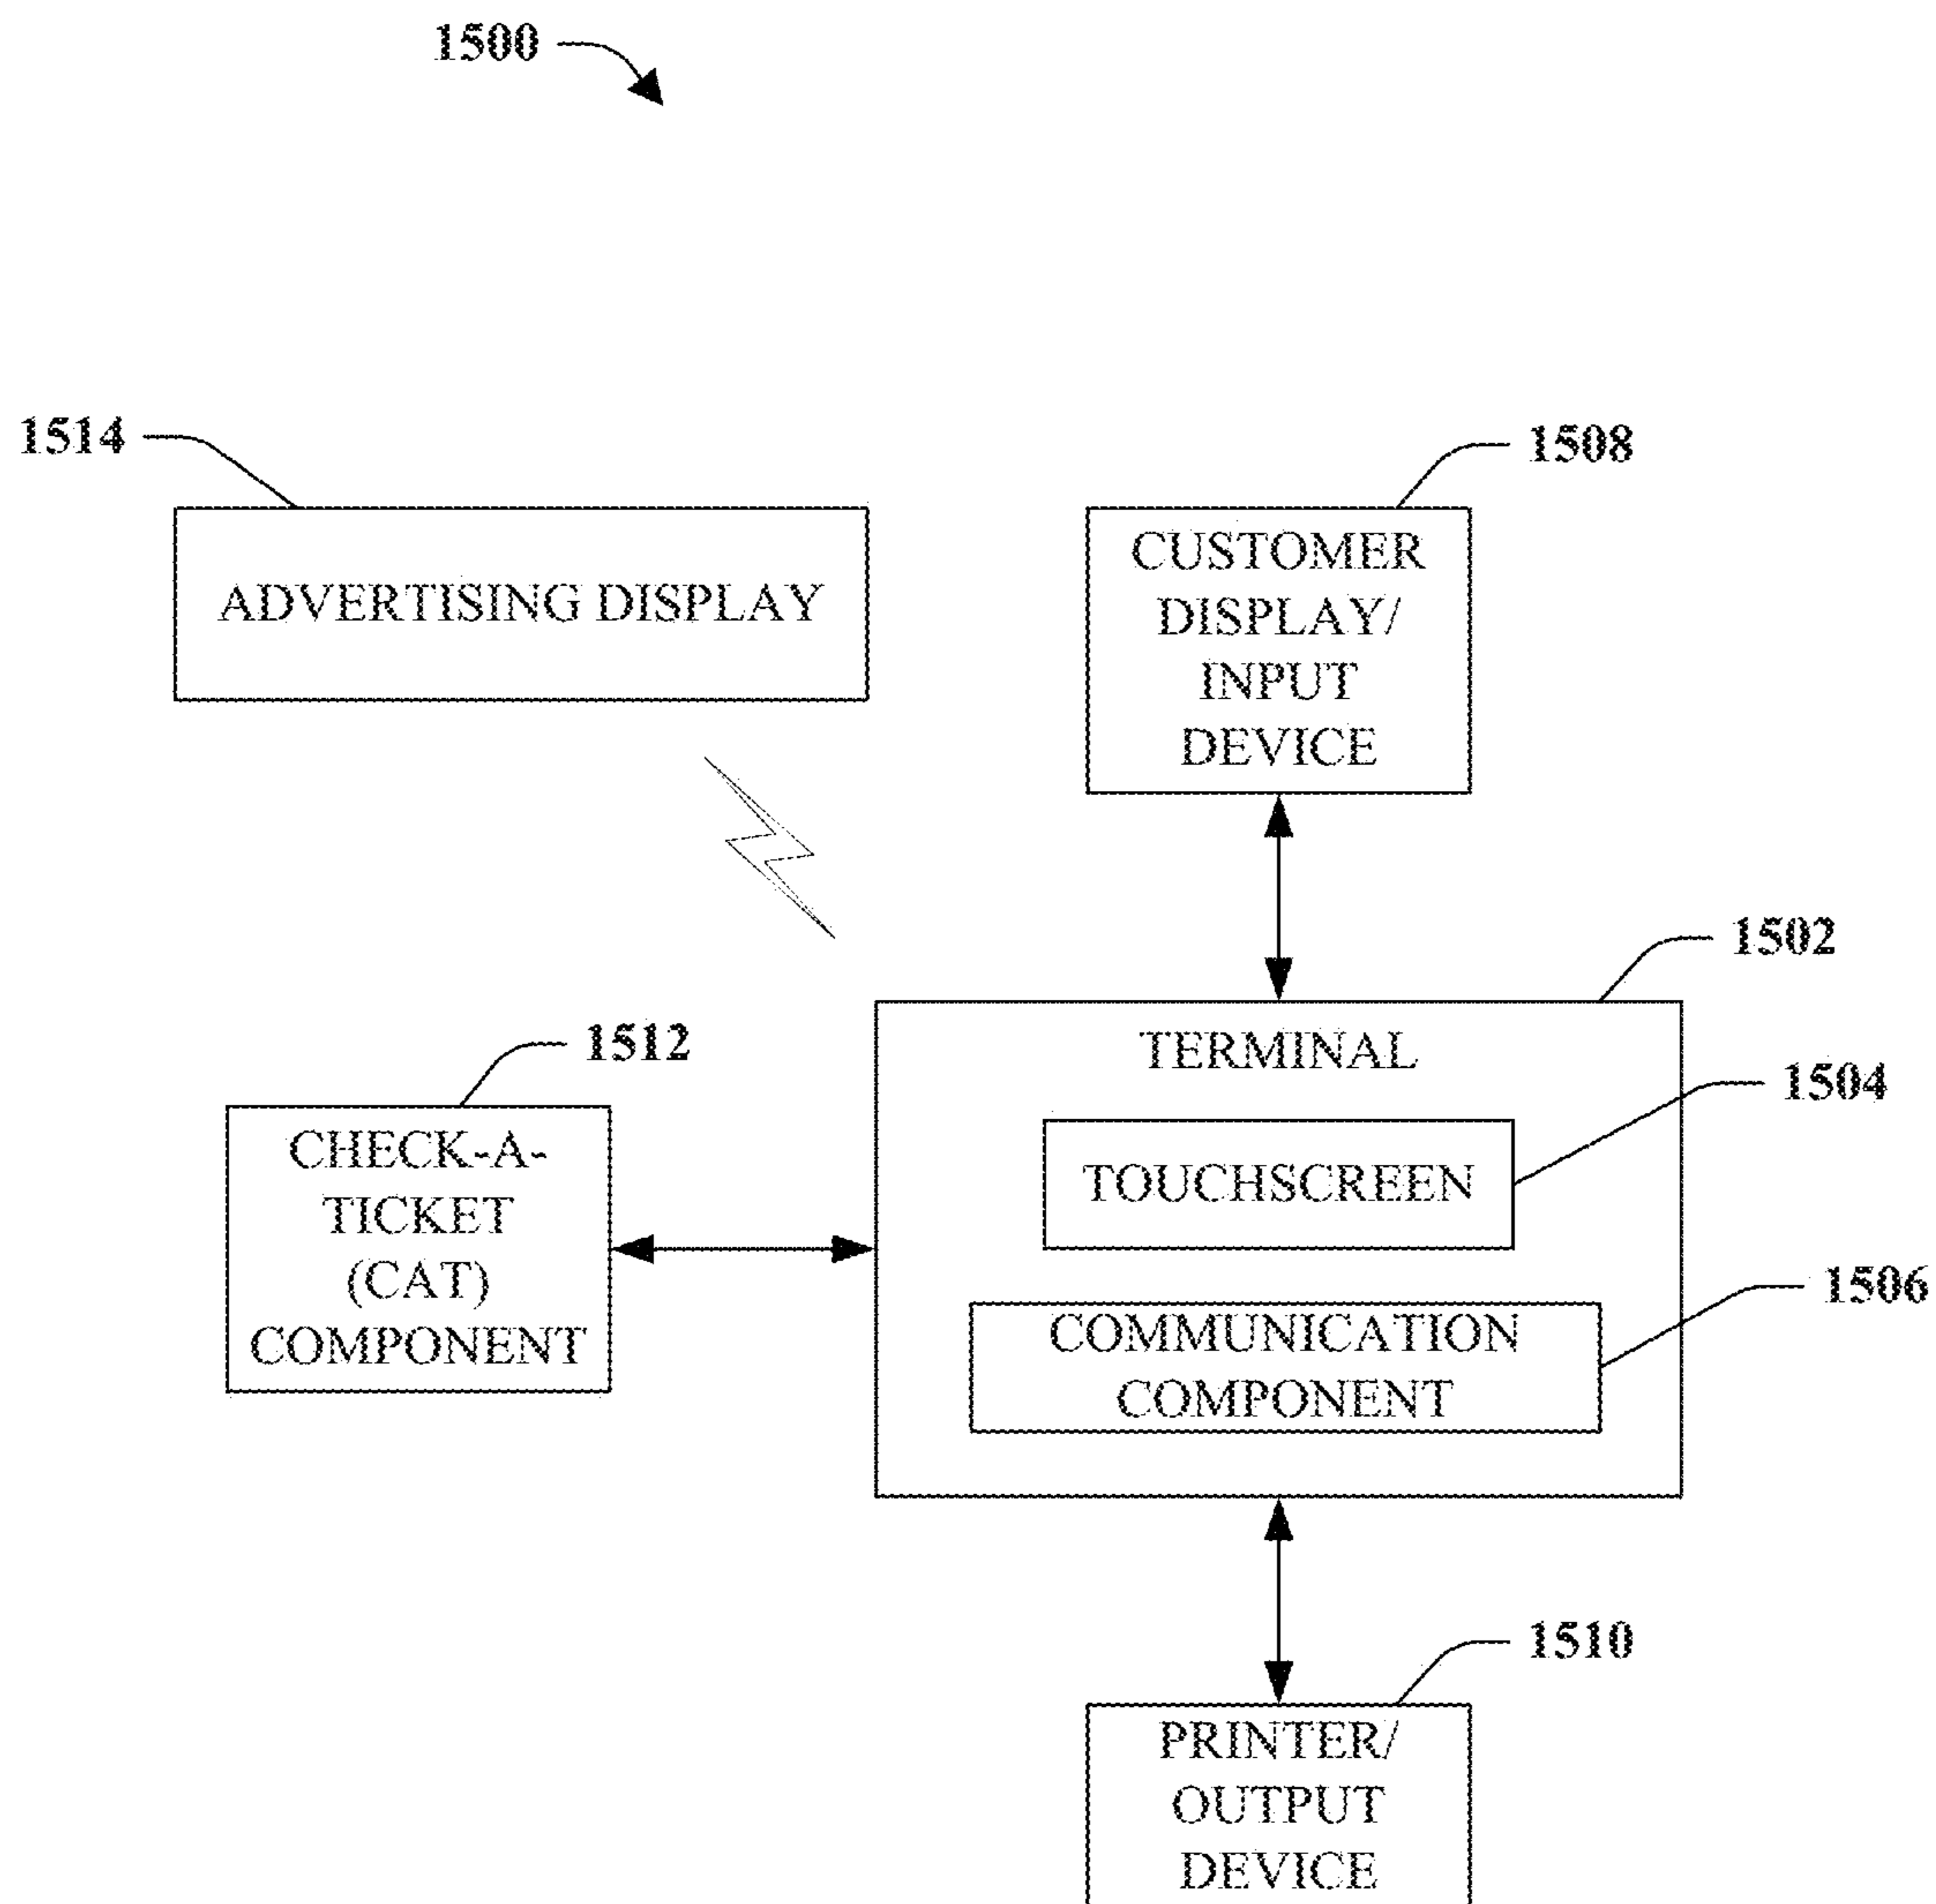 1500
1514
ADVERTISING DISPLAY
1508
CUSTOMER
DISPLAY/
INPUT
DEVICE
1502
TERMINAL
1504
TOUCHSCREEN
1506
COMMUNICATION
COMPONENT
1512
CHECK-A-
TICKET
(CAT)
COMPONENT
1510
PRINTER/
OUTPUT
DEVICE